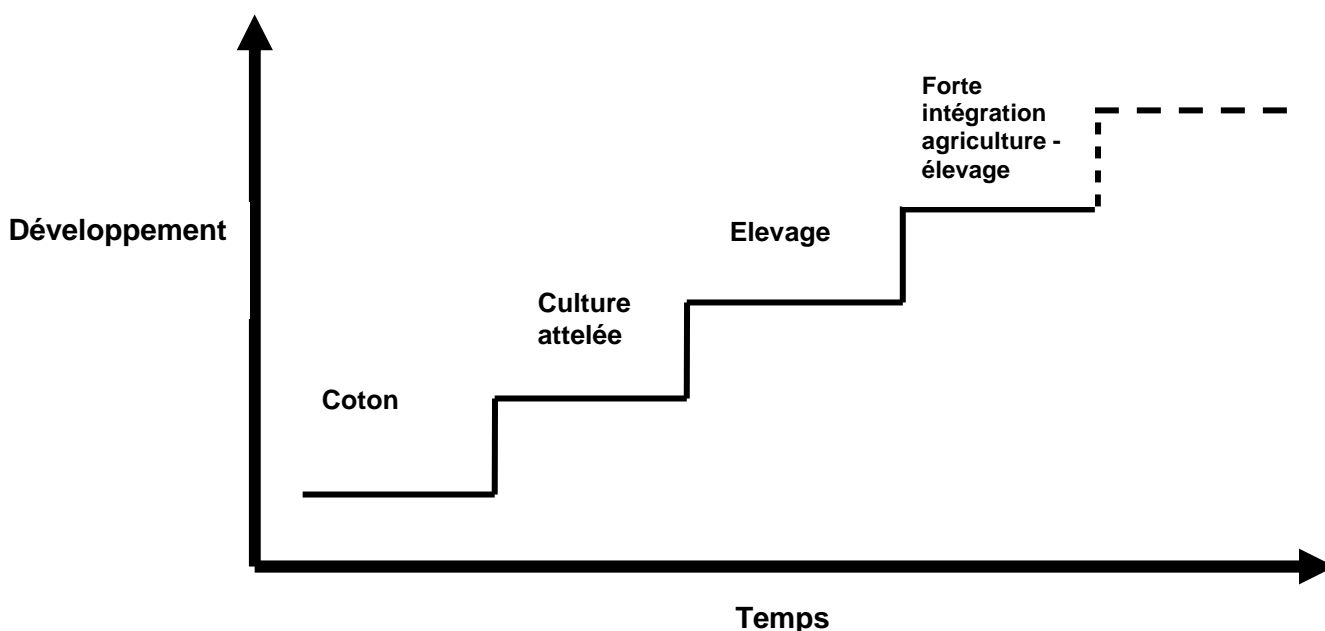 Forte
intégration
agriculture -
élevage
Développement
Elevage
Culture
attelée
Coton
Temps